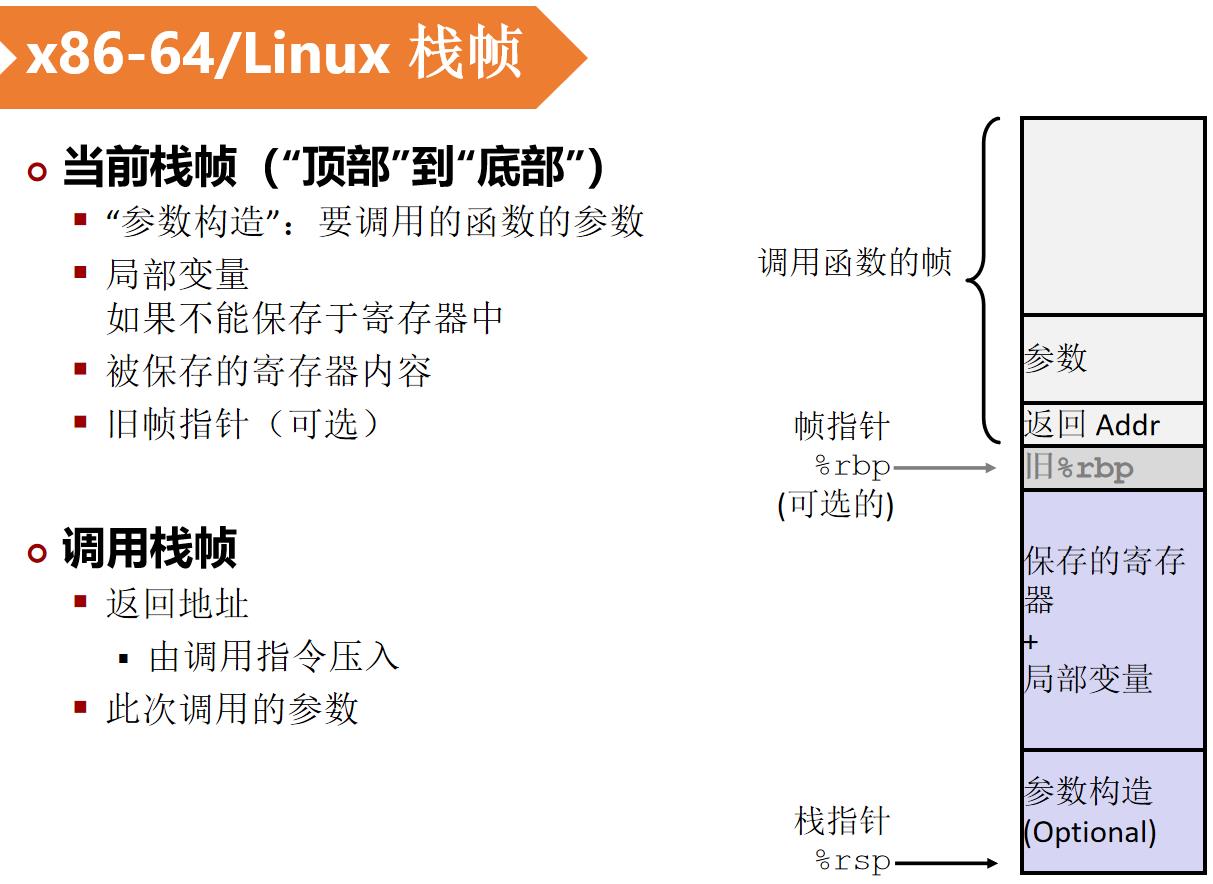 x86-64/Linux 栈帧
当前栈帧（“顶部”到“底部”）
“参数构造”：要调用的函数的参数
局部变量
如果不能保存于寄存器中
被保存的寄存器内容
旧帧指针（可选）
调用栈帧
返回地址
由调用指令压入
此次调用的参数
调用函数的帧
参数
返回 Addr
帧指针
%rbp
(可选的)
旧%rbp
保存的寄存
器
+
局部变量
参数构造
(Optional)
栈指针
%rsp